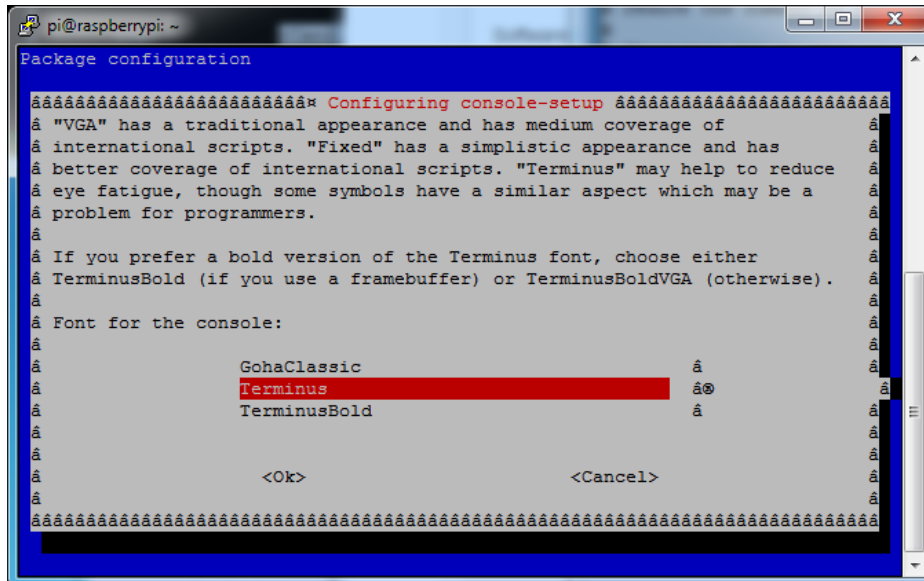 pi@raspberrypi: ~
Package configuration
ââââââââââââââââââââââââââ¤ Configuring console-setup âââââââââââââââââââââââââ
â "VGA" has a traditional appearance and has medium coverage of â
â international scripts. "Fixed" has a simplistic appearance and has â
â better coverage of international scripts. "Terminus" may help to reduce â
â eye fatigue, though some symbols have a similar aspect which may be a â
â problem for programmers. â
â â
â If you prefer a bold version of the Terminus font, choose either â
â TerminusBold (if you use a framebuffer) or TerminusBoldVGA (otherwise). â
â â
â Font for the console: â
â â
â GohaClassic â â
â Terminus â® â
â TerminusBold â â
â â
â â
â <Ok> <Cancel> â
â â
âââââââââââââââââââââââââââââââââââââââââââââââââââââââââââââââââââââââââââââ